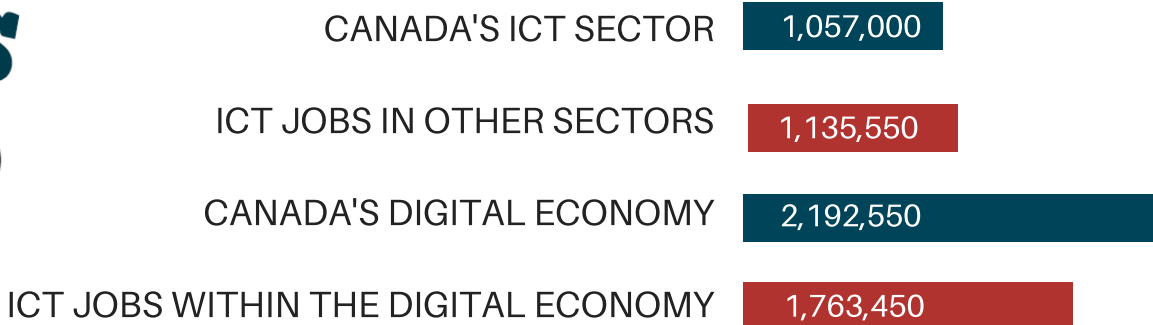 CANADA'S ICT SECTOR 1,057,000
ICT JOBS IN OTHER SECTORS 1,135,550
CANADA'S DIGITAL ECONOMY 2,192,550
ICT JOBS WITHIN THE DIGITAL ECONOMY 1,763,450